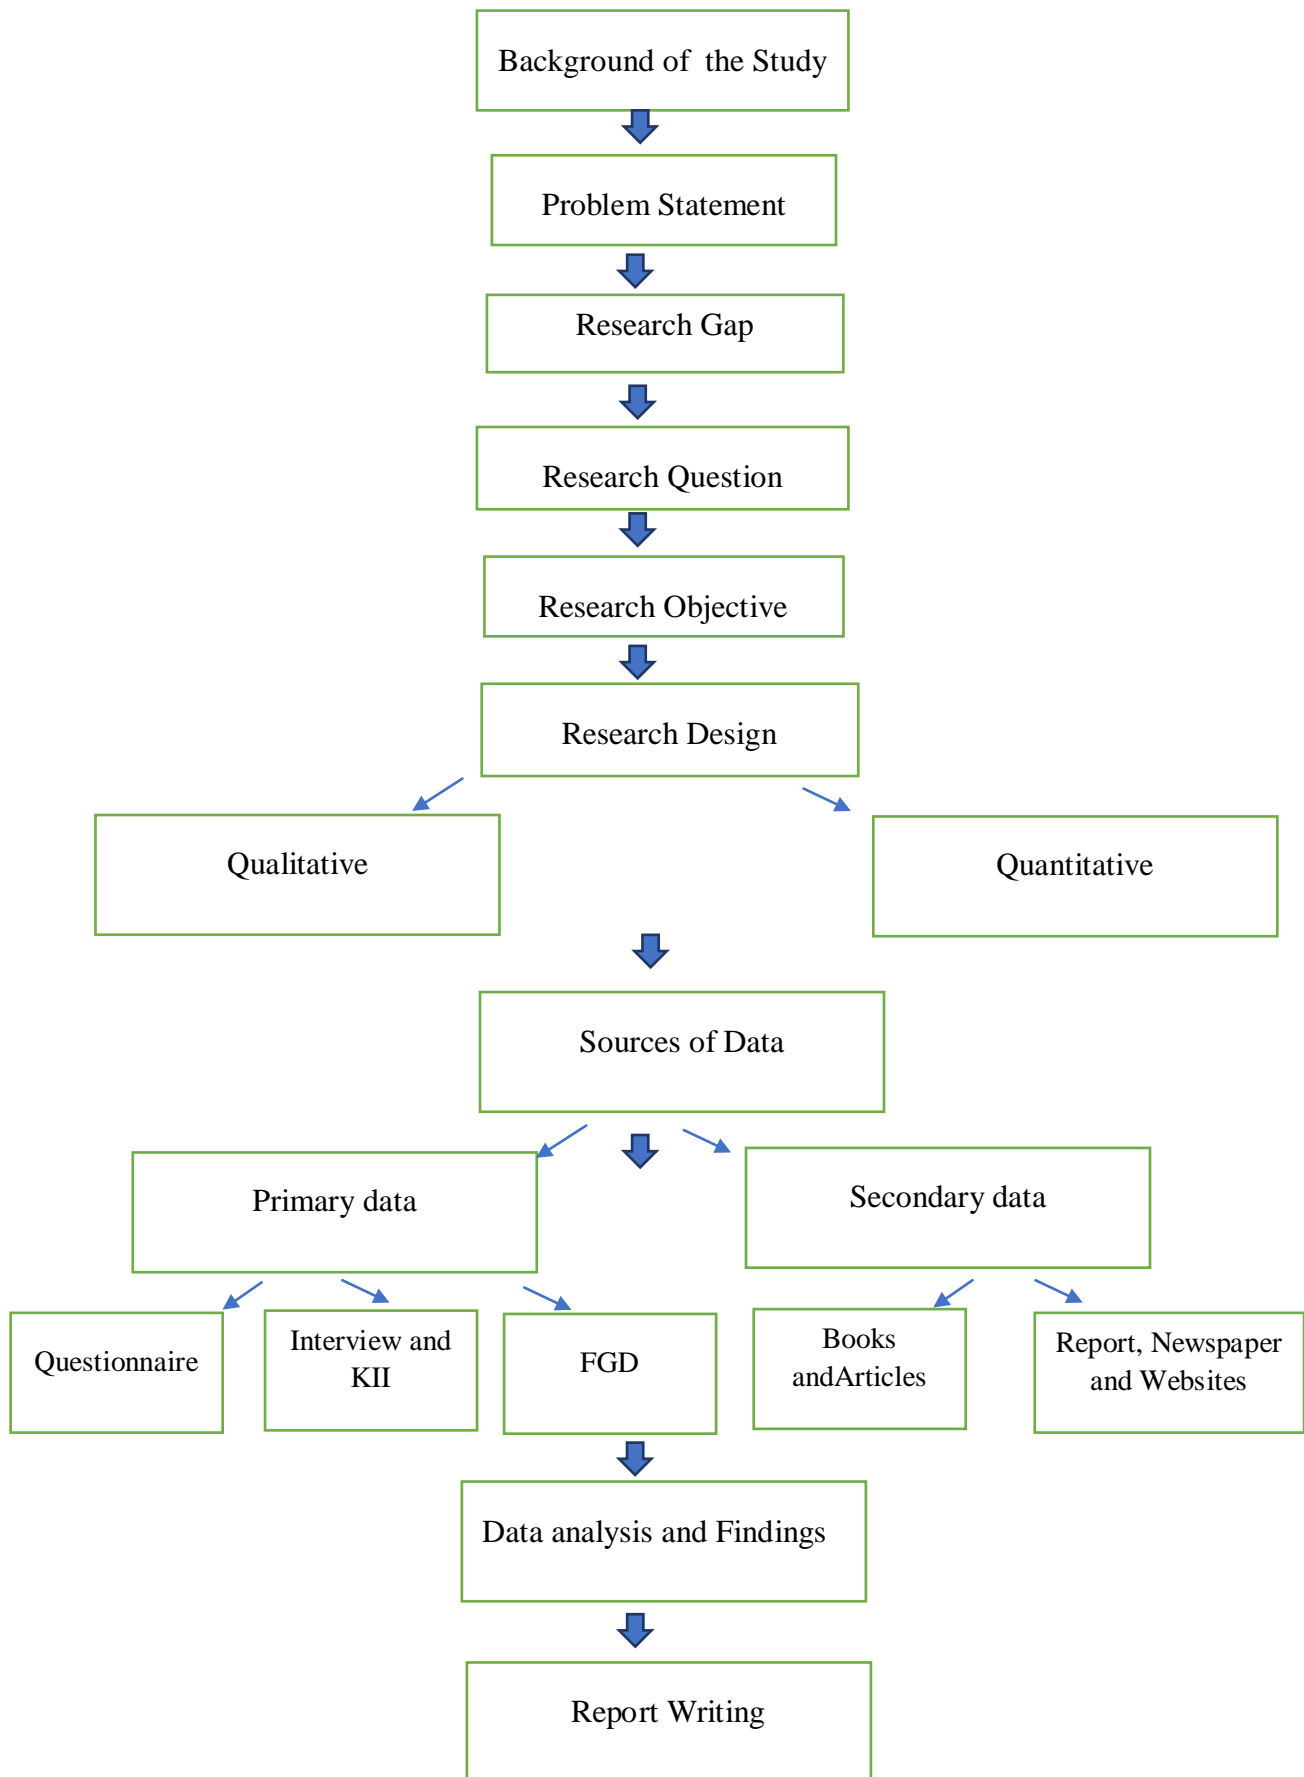 Background of  the Study
Problem Statement
Research Gap
Research Question
Research Objective
Research Design
Qualitative
Quantitative
Sources of Data
Primary data
Secondary data
Questionnaire
Interview and
KII
FGD
Books
andArticles
Report, Newspaper
and Websites
Data analysis and Findings
Report Writing